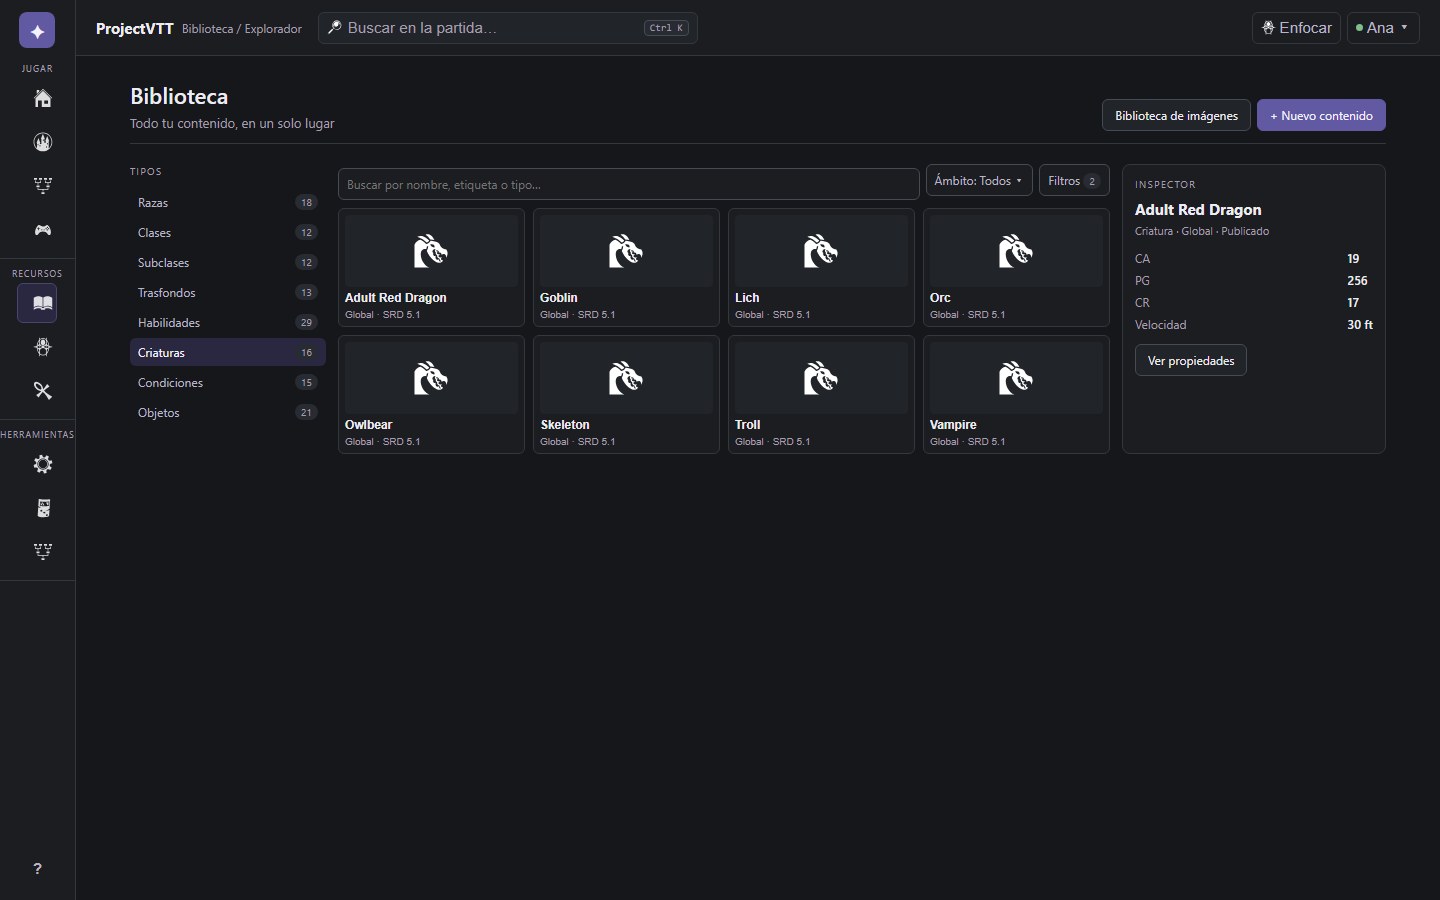 ProjectVTT Biblioteca / Explorador Buscar en la partida... Ctrl K Enfocar Ana
JUGAR
RECURSOS
HERRAMIENTAS
?
Biblioteca
Todo tu contenido, en un solo lugar
Biblioteca de imágenes + Nuevo contenido
TIPOS
Razas 18
Clases 12
Subclases 12
Trasfondos 13
Habilidades 29
Criaturas 16
Condiciones 15
Objetos 21
Buscar por nombre, etiqueta o tipo... Ámbito: Todos Filtros 2
Adult Red Dragon
Global · SRD 5.1
Goblin
Global · SRD 5.1
Lich
Global · SRD 5.1
Orc
Global · SRD 5.1
Owlbear
Global · SRD 5.1
Skeleton
Global · SRD 5.1
Troll
Global · SRD 5.1
Vampire
Global · SRD 5.1
INSPECTOR
Adult Red Dragon
Criatura · Global · Publicado
CA 19
PG 256
CR 17
Velocidad 30 ft
Ver propiedades